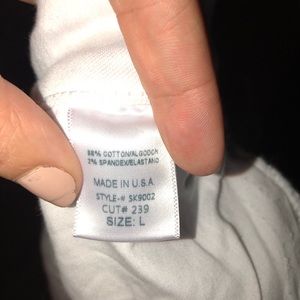 98% COTTON/ALGODON
2% SPANDEX/ELASTANO
MADE IN U.S.A.
STYLE-# SK9002
CUT# 239
SIZE: L